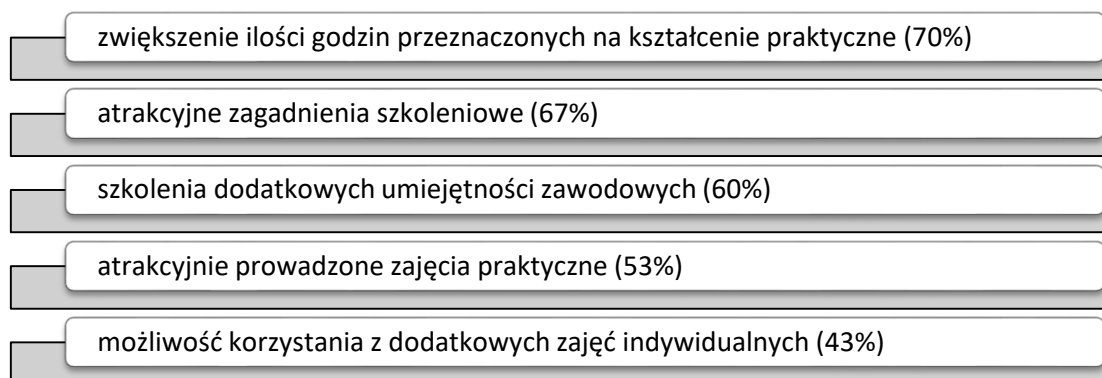 zwiększenie ilości godzin przeznaczonych na kształcenie praktyczne (70%)
atrakcyjne zagadnienia szkoleniowe (67%)
szkolenia dodatkowych umiejętności zawodowych (60%)
atrakcyjnie prowadzone zajęcia praktyczne (53%)
możliwość korzystania z dodatkowych zajęć indywidualnych (43%)